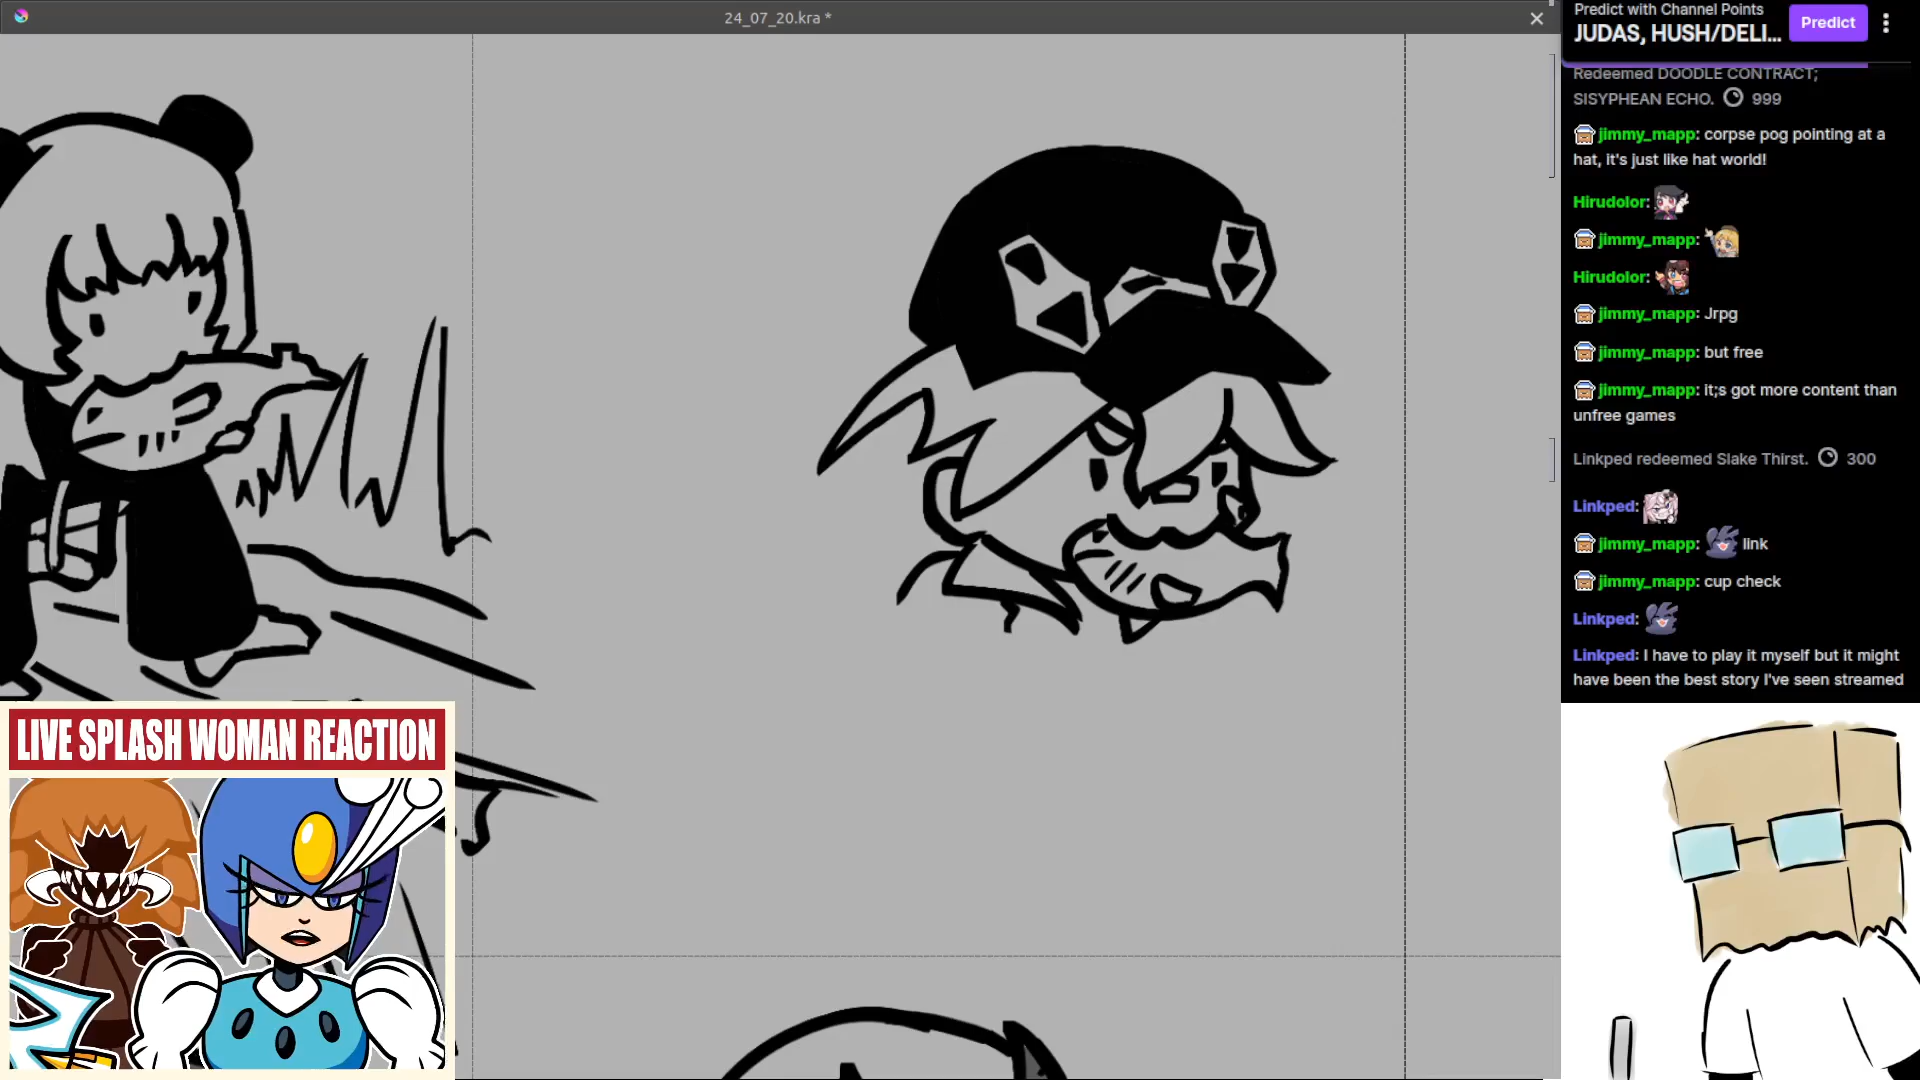 24_07_20.kra *
Predict with Channel Points
JUDAS, HUSH/DELI...
Predict
Redeemed DOODLE CONTRACT;
SISYPHEAN ECHO. 999
jimmy_mapp: corpse pog pointing at a
hat, it's just like hat world!
Hirudolor:
jimmy_mapp:
Hirudolor:
jimmy_mapp: Jrpg
jimmy_mapp: but free
jimmy_mapp: it;s got more content than
unfree games
Linkped redeemed Slake Thirst. 300
Linkped:
jimmy_mapp: link
jimmy_mapp: cup check
Linkped:
Linkped: I have to play it myself but it might
have been the best story I've seen streamed
LIVE SPLASH WOMAN REACTION